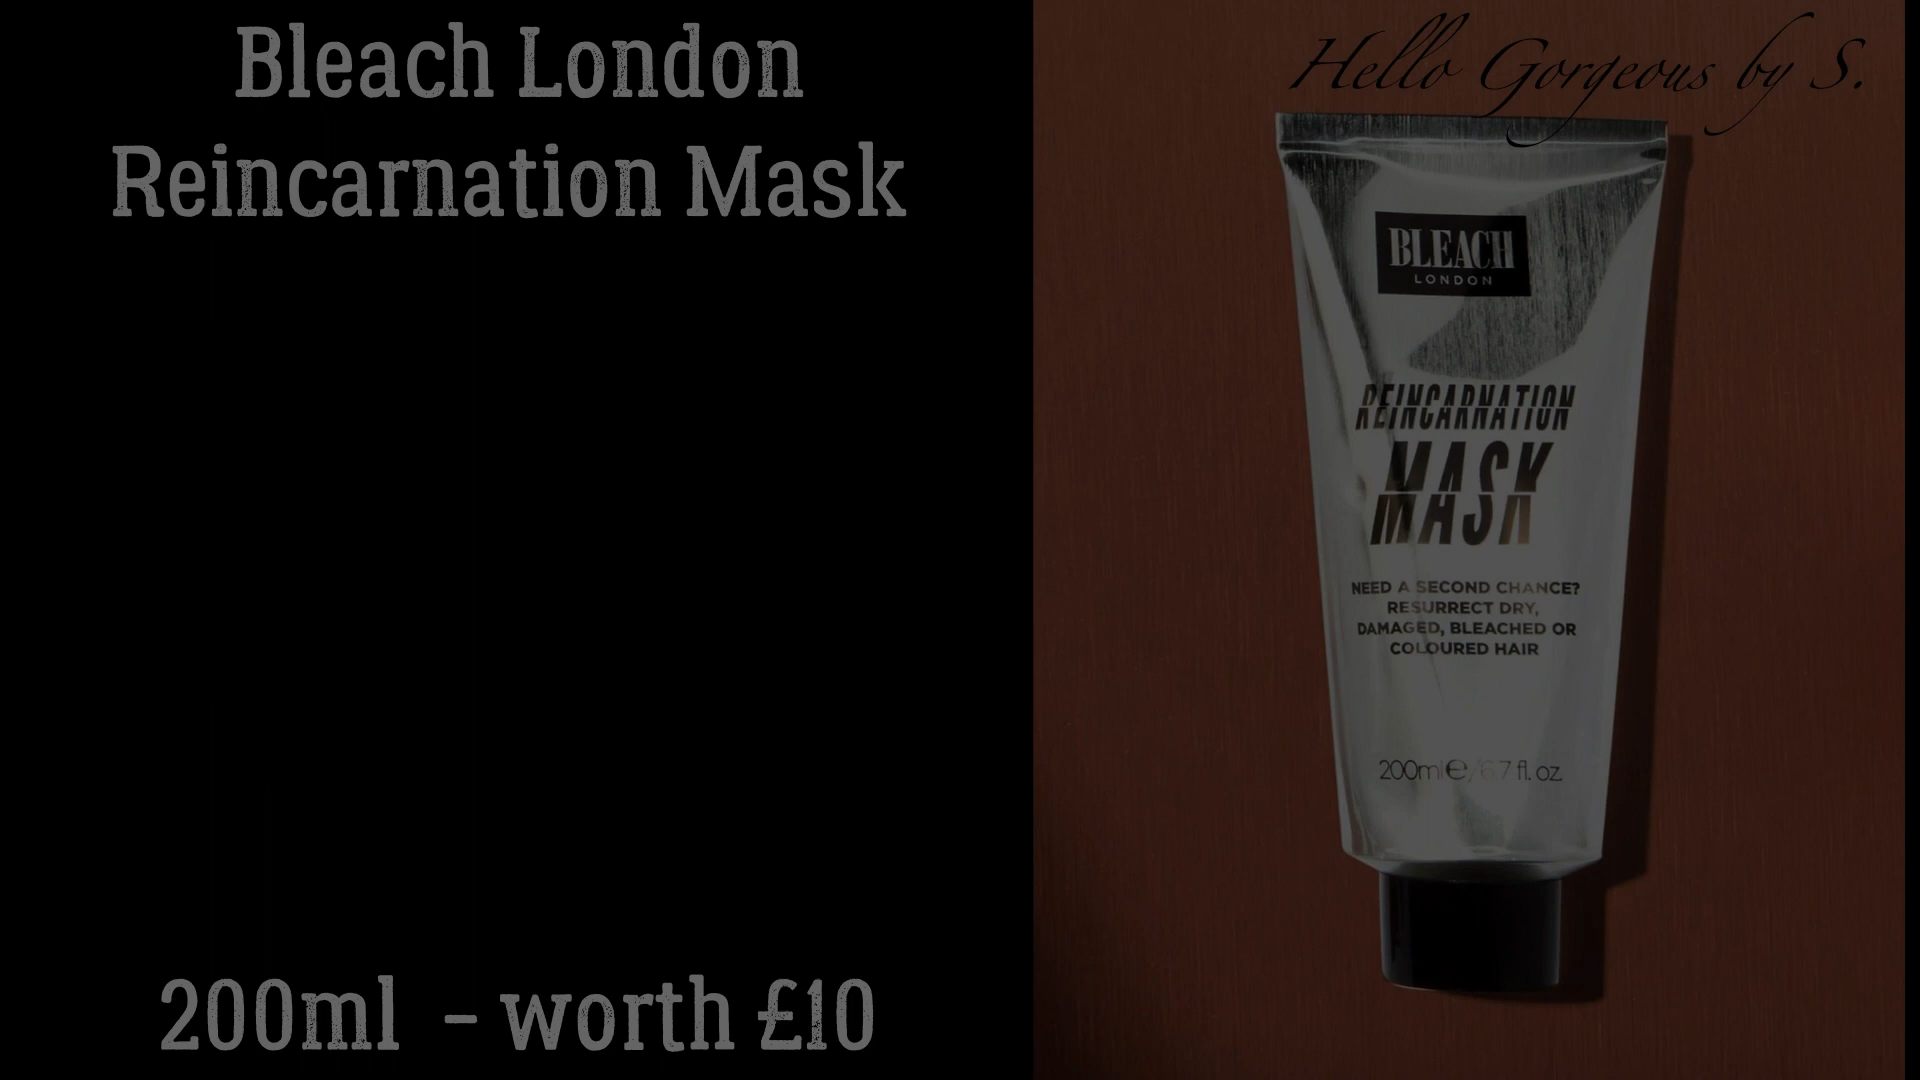 Bleach London
Reincarnation Mask
200ml - worth £10
Hello Gorgeous by S.
BLEACH
LONDON
REINCARNATION
MASK
NEED A SECOND CHANCE?
RESURRECT DRY,
DAMAGED, BLEACHED OR
COLOURED HAIR
200ml℮/6.7 fl. oz